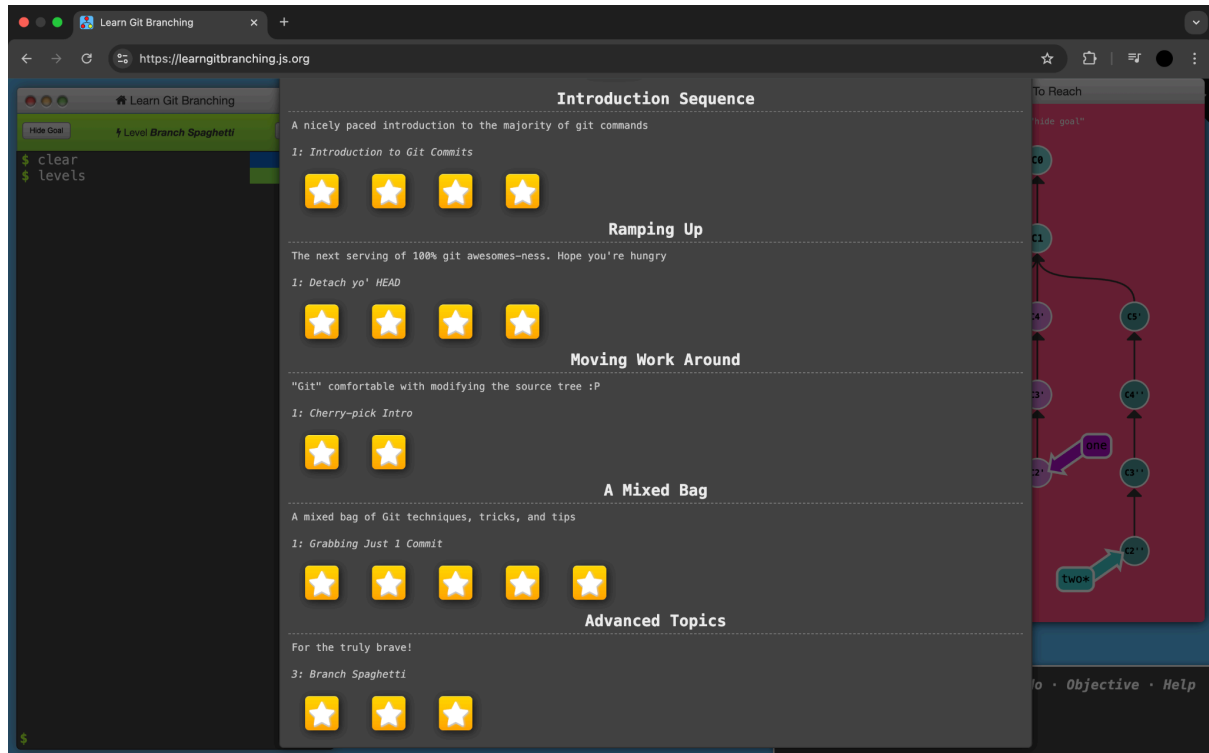 Learn Git Branching
https://learngitbranching.js.org
Learn Git Branching
Hide Goal
Level Branch Spaghetti
$ clear
$ levels
$
Introduction Sequence
A nicely paced introduction to the majority of git commands
1: Introduction to Git Commits
Ramping Up
The next serving of 100% git awesomes-ness. Hope you're hungry
1: Detach yo' HEAD
Moving Work Around
"Git" comfortable with modifying the source tree :P
1: Cherry-pick Intro
A Mixed Bag
A mixed bag of Git techniques, tricks, and tips
1: Grabbing Just 1 Commit
Advanced Topics
For the truly brave!
3: Branch Spaghetti
To Reach
"hide goal"
C0
C1
C4'
C5'
C3'
C4''
one
C2'
C3''
C2''
two*
· Objective · Help